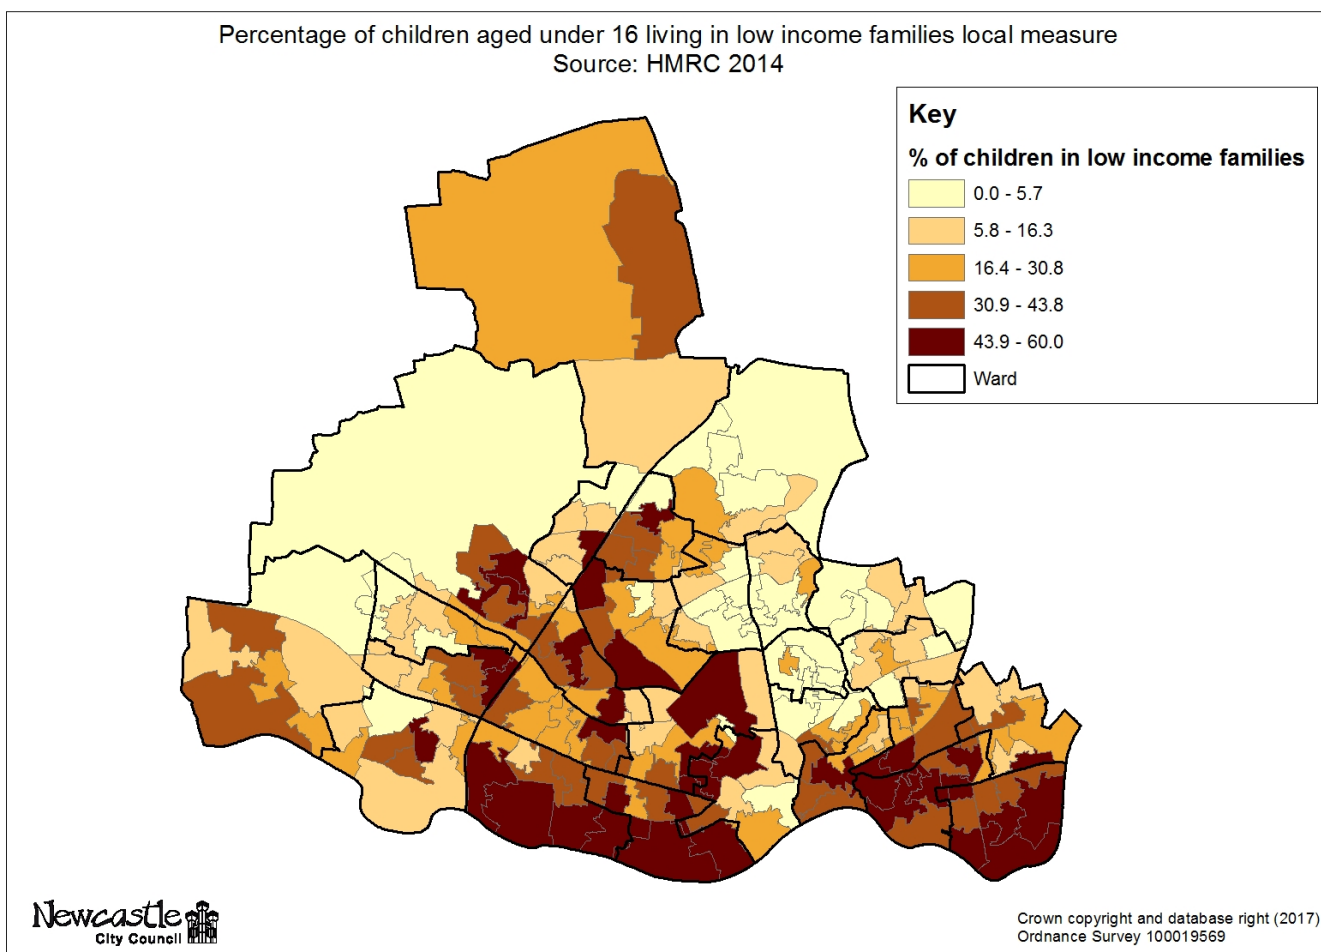 Percentage of children aged under 16 living in low income families local measure
Source: HMRC 2014
Key
% of children in low income families
0.0 - 5.7
5.8 - 16.3
16.4 - 30.8
30.9 - 43.8
43.9 - 60.0
Ward
Newcastle
City Council
Crown copyright and database right (2017)
Ordnance Survey 100019569